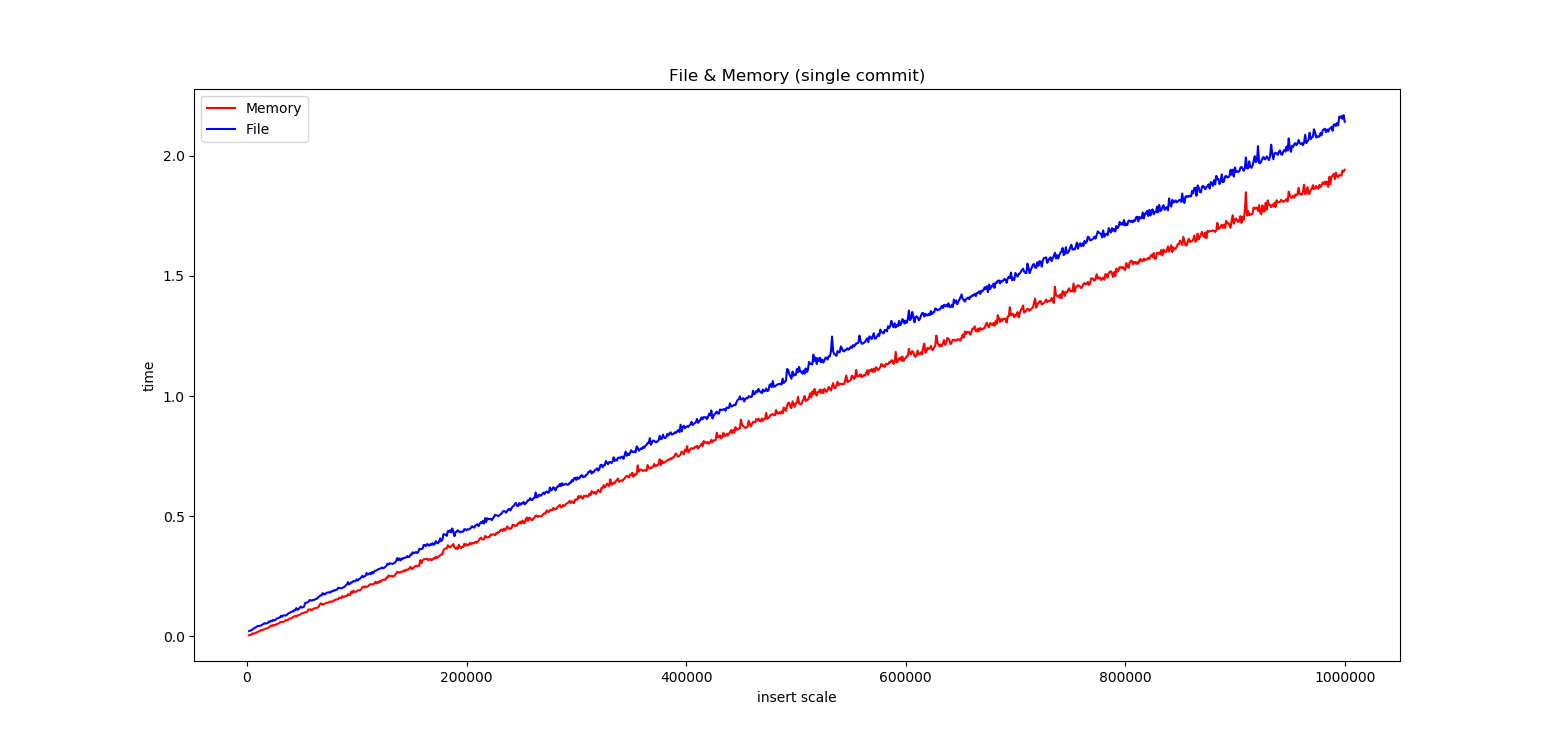 File & Memory (single commit)
Memory
File
time
2.0
1.5
1.0
0.5
0.0
0 200000 400000 600000 800000 1000000
insert scale